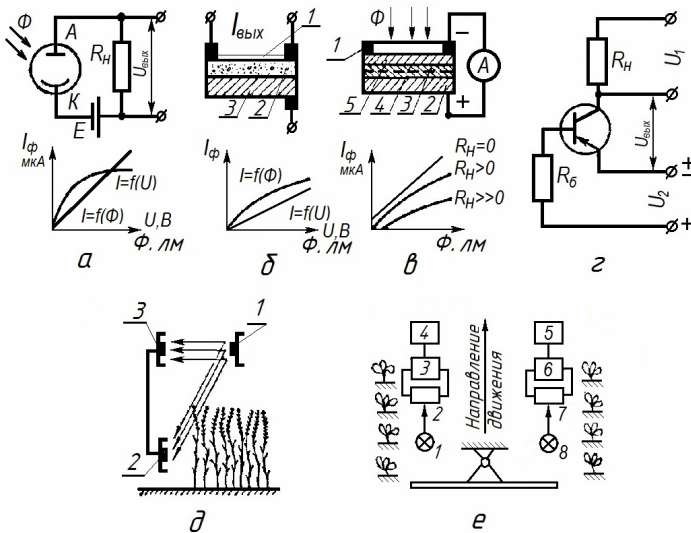 Ф
А
К
E
Rн
Uвых
Iф
мкА
I=f(U)
I=f(Ф)
U,В
Ф. лм
а
Iвых
1
3
2
Iф
I=f(Ф)
I=f(U)
U,В
Ф. лм
б
Ф
1
5
4
3
2
−
+
А
Iф
мкА
Rн=0
Rн>0
Rн>>0
Ф. лм
в
Rн
U1
Uвых
Rб
U2
±
+
г
3
1
2
д
4
3
2
1
Направление
движения
5
6
7
8
е